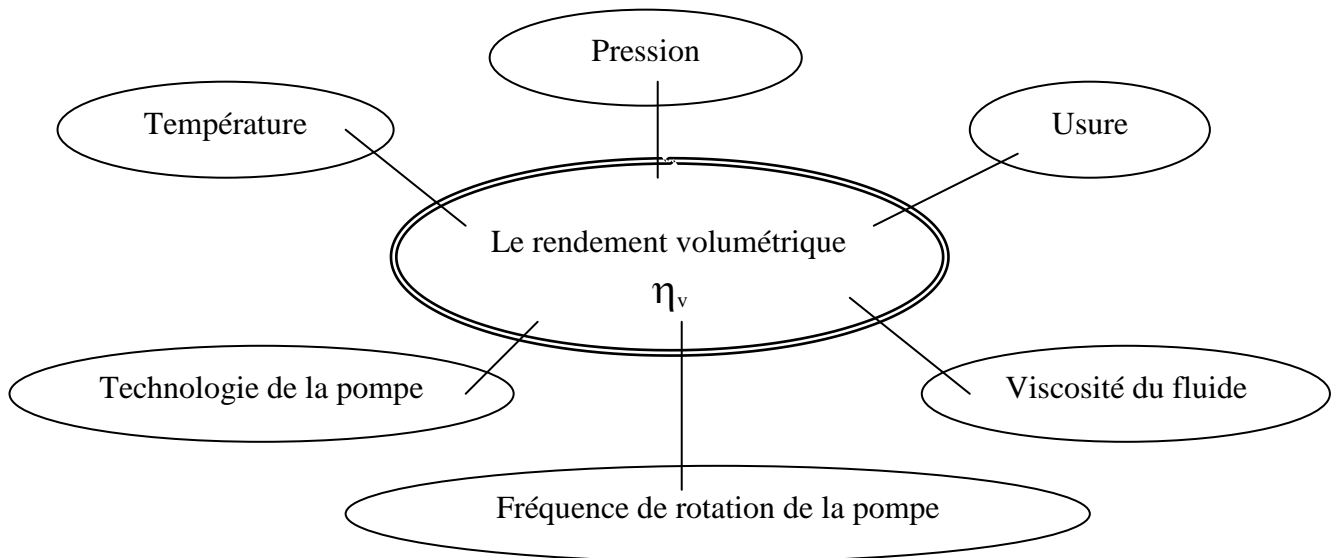 Pression
Température
Usure
Le rendement volumétrique
ηv
Technologie de la pompe
Viscosité du fluide
Fréquence de rotation de la pompe